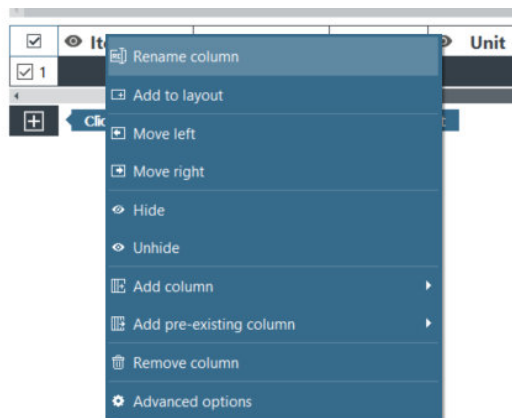 Unit
Rename column
1
Add to layout
Move left
Move right
Hide
Unhide
Add column
Add pre-existing column
Remove column
Advanced options